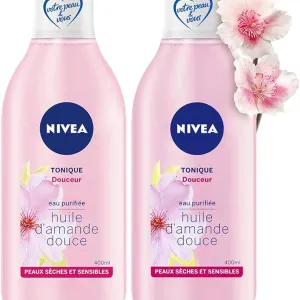 votre peau &
vous
votre peau &
vous
NIVEA
TONIQUE
Douceur
eau purifiée
huile
d'amande
douce
400ml
PEAUX SÈCHES ET SENSIBLES
NIVEA
TONIQUE
Douceur
eau purifiée
huile
d'amande
douce
400ml
PEAUX SÈCHES ET SENSIBLES